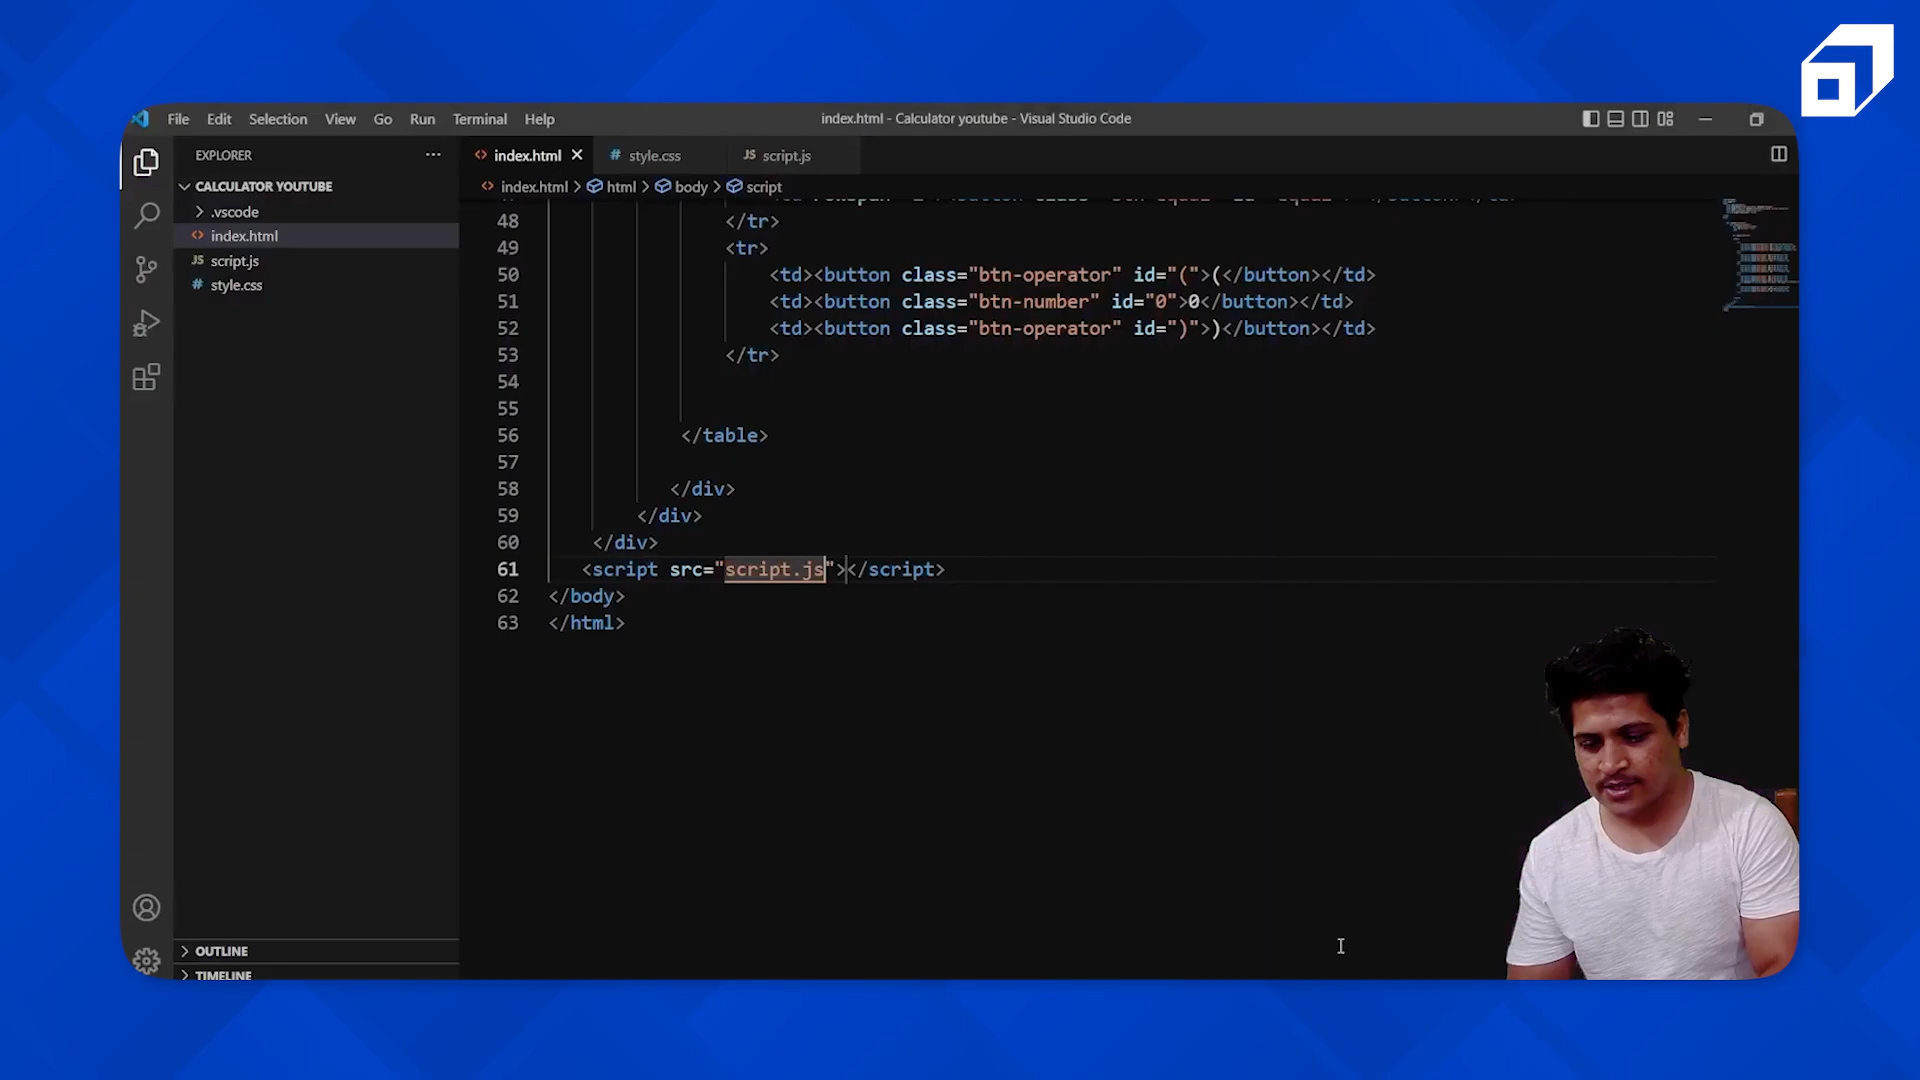 File Edit Selection View Go Run Terminal Help
index.html - Calculator youtube - Visual Studio Code
EXPLORER
CALCULATOR YOUTUBE
.vscode
index.html
JS script.js
# style.css
OUTLINE
TIMELINE
index.html # style.css JS script.js
index.html > html > body > script
48 </tr>
49 <tr>
50 <td><button class="btn-operator" id="(">(</button></td>
51 <td><button class="btn-number" id="0">0</button></td>
52 <td><button class="btn-operator" id=")">)</button></td>
53 </tr>
54
55
56 </table>
57
58 </div>
59 </div>
60 </div>
61 <script src="script.js"></script>
62 </body>
63 </html>